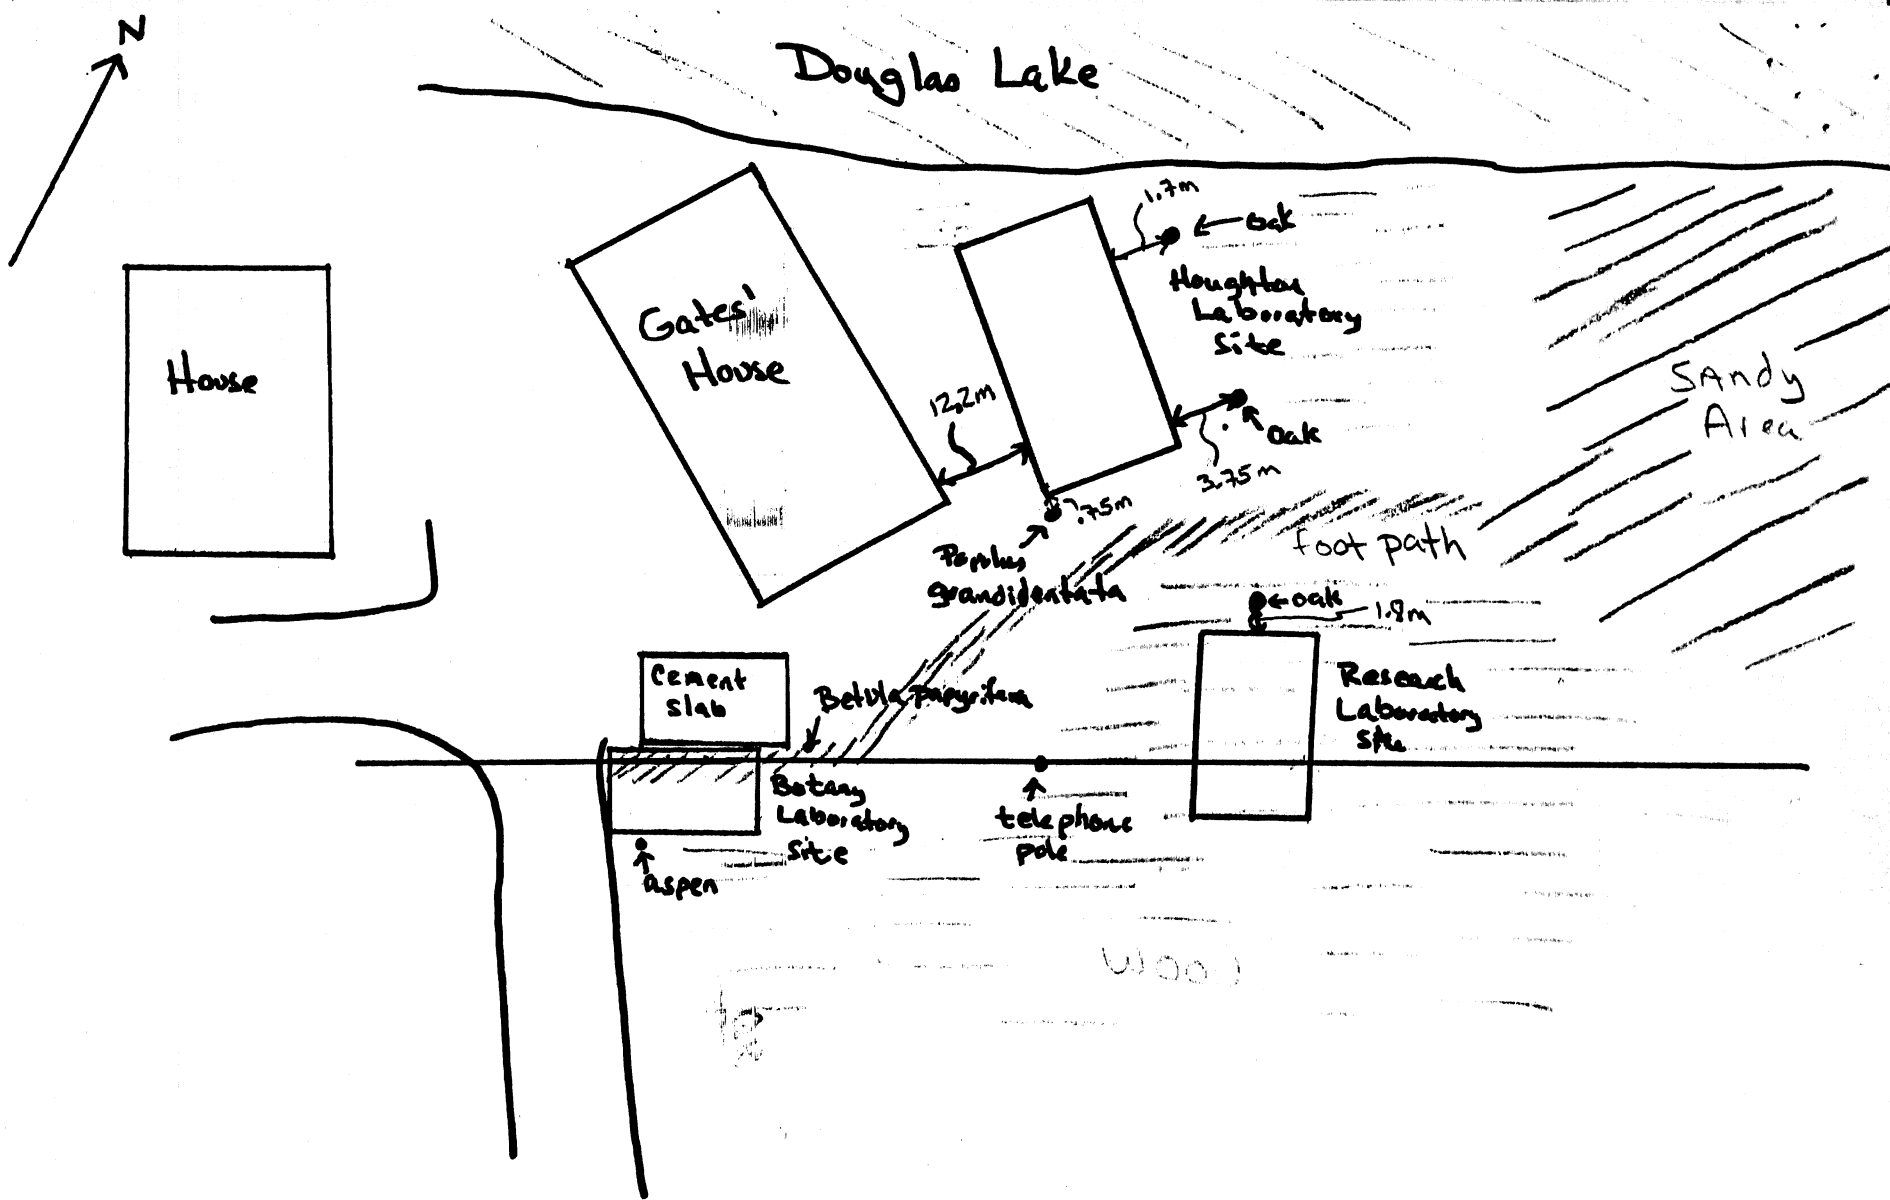 N
Douglas Lake
1.7m
← oak
Houghton
Laboratory
Site
Gates'
House
House
12.2m
Sandy
Area
oak
3.75m
.75m
foot path
Populus
grandidentata
← oak
1.8m
Cement
slab
Betula papyrifera
Research
Laboratory
Site
Botany
Laboratory
Site
telephone
pole
aspen